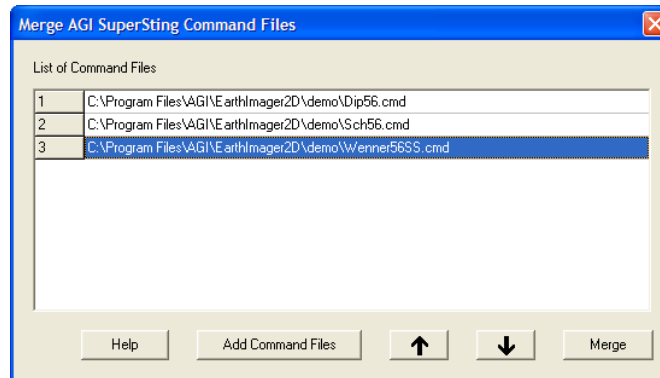 Merge AGI SuperSting Command Files
List of Command Files
1 C:\Program Files\AGI\EarthImager2D\demo\Dip56.cmd
2 C:\Program Files\AGI\EarthImager2D\demo\Sch56.cmd
3 C:\Program Files\AGI\EarthImager2D\demo\Wenner56SS.cmd
Help Add Command Files Merge